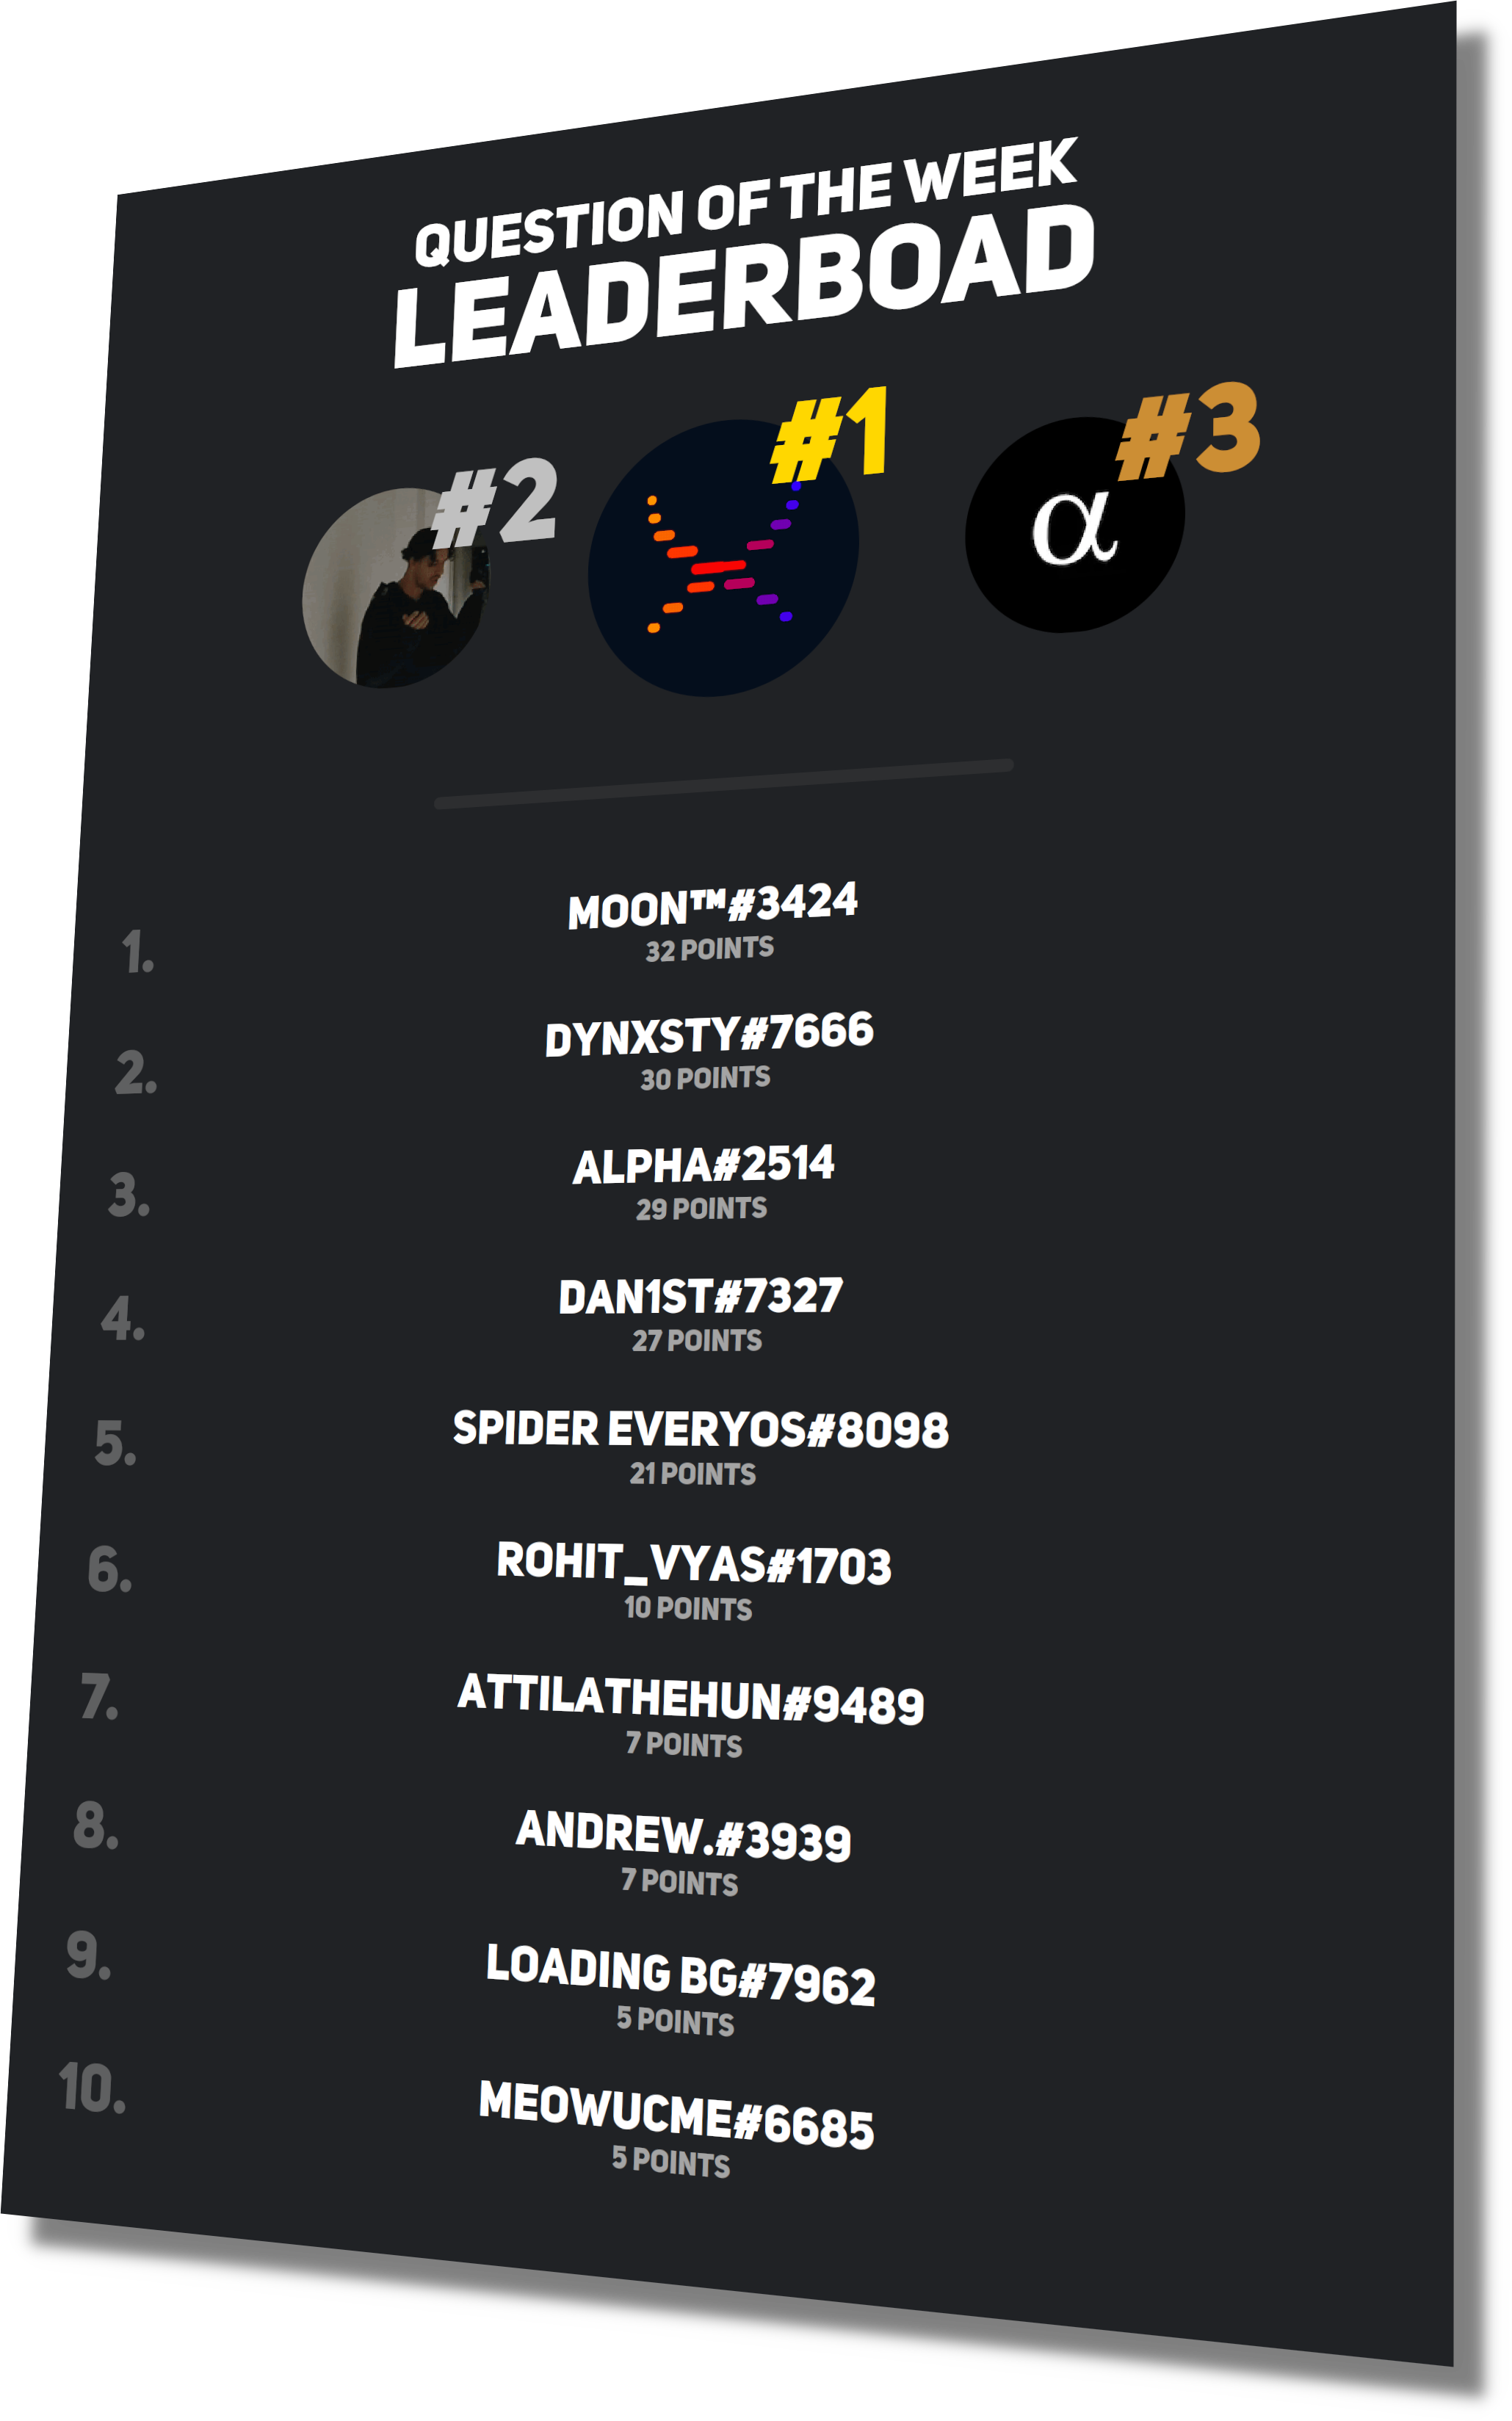 QUESTION OF THE WEEK
LEADERBOAD
#2
#1
#3
α
1.
MOON™#3424
32 POINTS
2.
DYNXSTY#7666
30 POINTS
3.
ALPHA#2514
29 POINTS
4.
DAN1ST#7327
27 POINTS
5.
SPIDER EVERYOS#8098
21 POINTS
6.
ROHIT_VYAS#1703
10 POINTS
7.
ATTILATHEHUN#9489
7 POINTS
8.
ANDREW.#3939
7 POINTS
9.
LOADING BG#7962
5 POINTS
10.
MEOWUCME#6685
5 POINTS